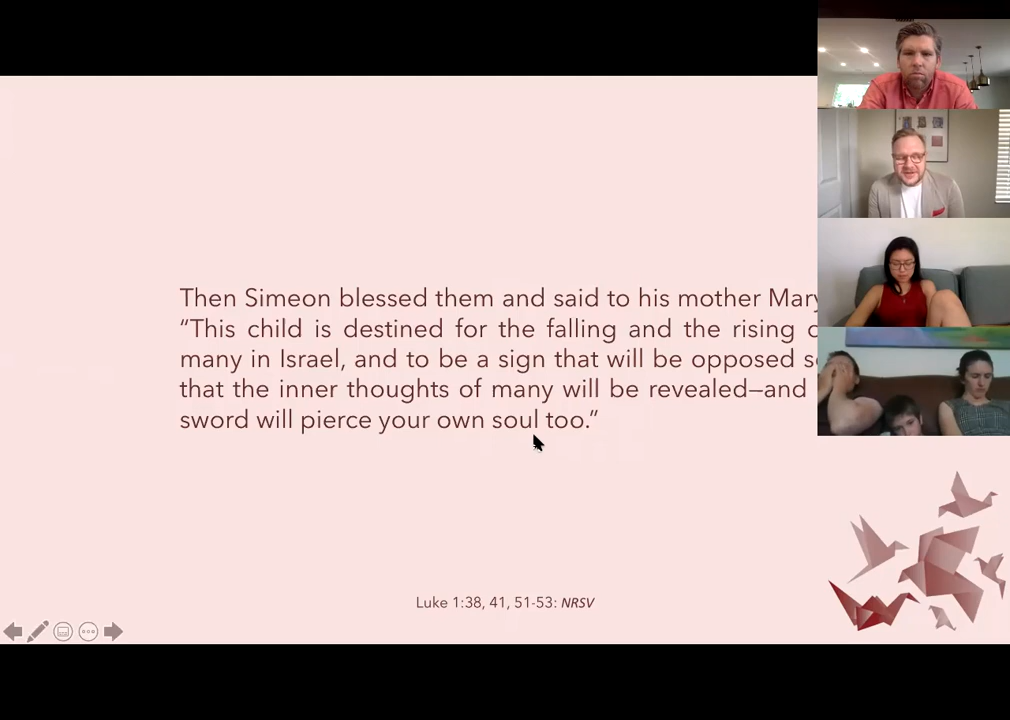 Then Simeon blessed them and said to his mother Mary
“This child is destined for the falling and the rising
many in Israel, and to be a sign that will be opposed
that the inner thoughts of many will be revealed—and
sword will pierce your own soul too.”
Luke 1:38, 41, 51-53: NRSV